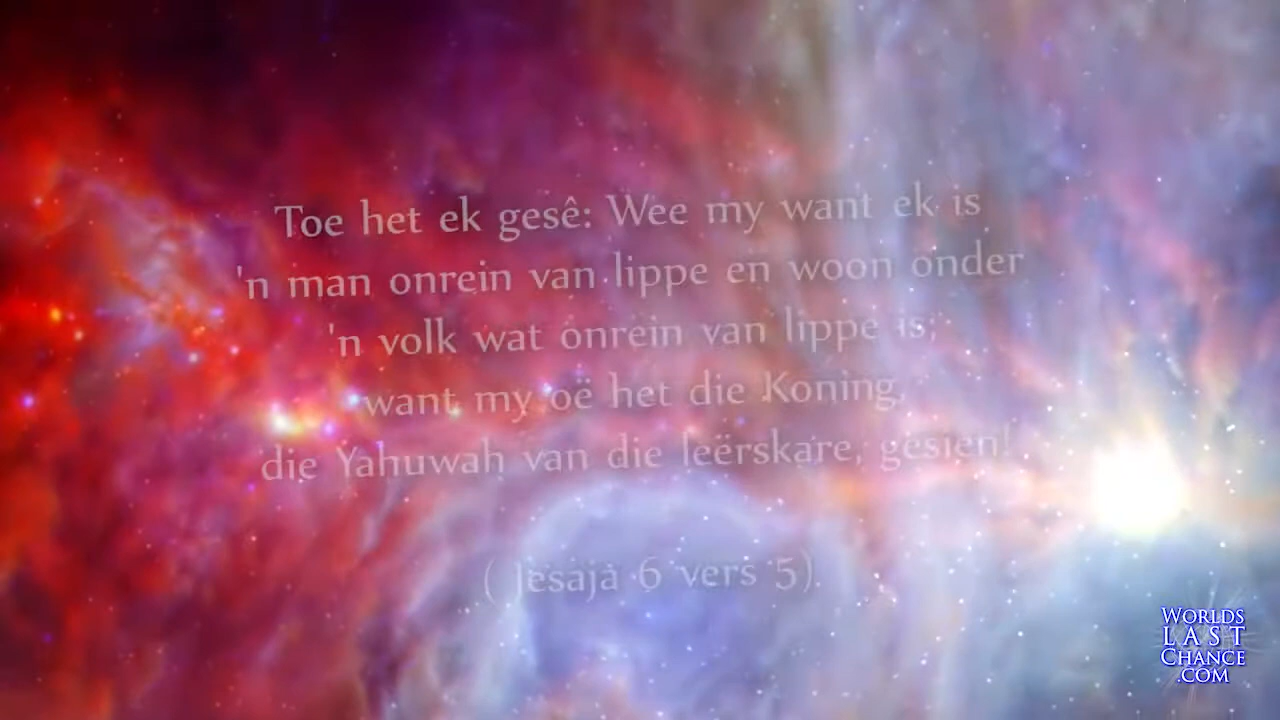 Toe het ek gesê: Wee my want ek is
'n man onrein van lippe en woon onder
'n volk wat onrein van lippe is;
want my oë het die Koning,
die Yahuwah van die leërskare, gesien!
( Jesaja 6 vers 5).
WORLDS
LAST
CHANCE
.COM